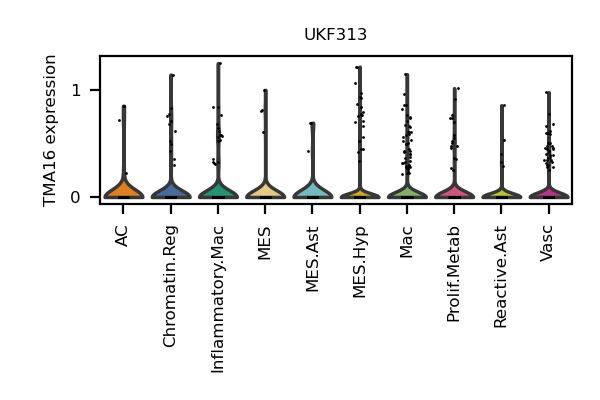 UKF313
TMA16 expression
1
0
AC
Chromatin.Reg
Inflammatory.Mac
MES
MES.Ast
MES.Hyp
Mac
Prolif.Metab
Reactive.Ast
Vasc